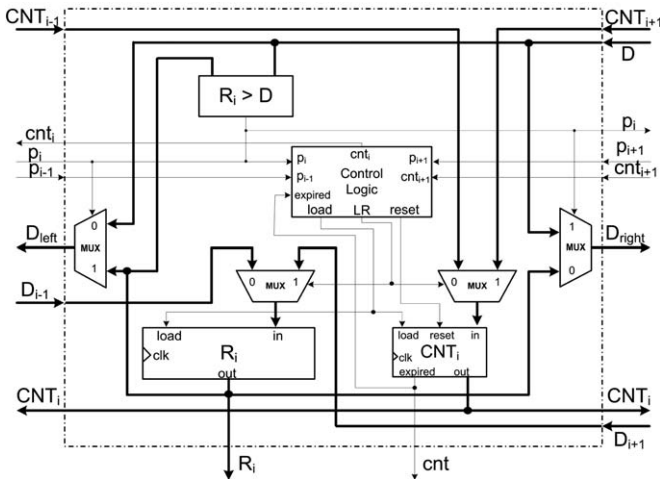 CNTi-1
CNTi+1
D
Ri > D
cnti
pi
pi
pi+1
pi-1
cnti+1
pi
cnti
pi+1
pi-1
Control
cnti+1
expired
Logic
load
LR
reset
0
MUX
1
1
MUX
0
Dleft
Dright
Di-1
0
MUX
1
0
MUX
1
load
in
clk
Ri
out
load
reset
in
clk
CNTi
expired
out
CNTi
CNTi
Di+1
Ri
cnt